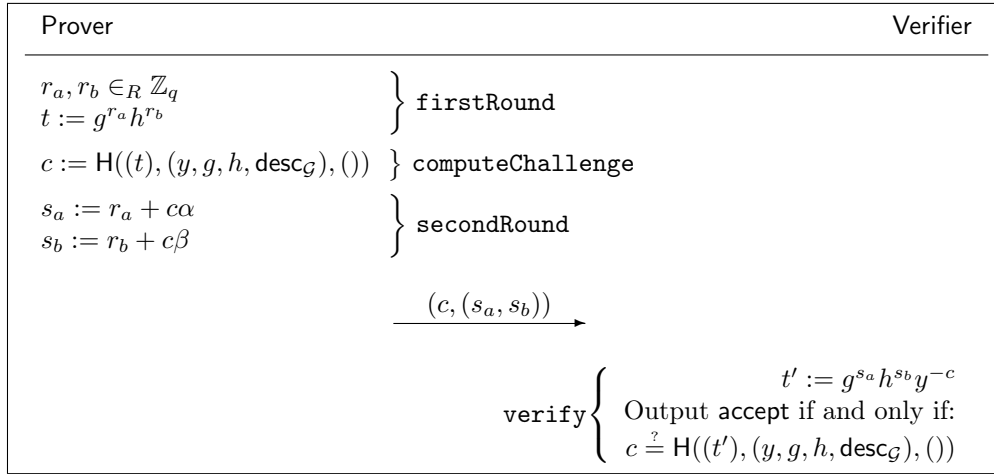 Prover Verifier
r_a, r_b ∈_R ℤ_q
t := g^{r_a}h^{r_b}
firstRound
c := H((t), (y, g, h, desc_𝒢), ()) } computeChallenge
s_a := r_a + cα
s_b := r_b + cβ
secondRound
(c, (s_a, s_b))
t′ := g^{s_a}h^{s_b}y^{−c}
verify
Output accept if and only if:
c ≟ H((t′), (y, g, h, desc_𝒢), ())